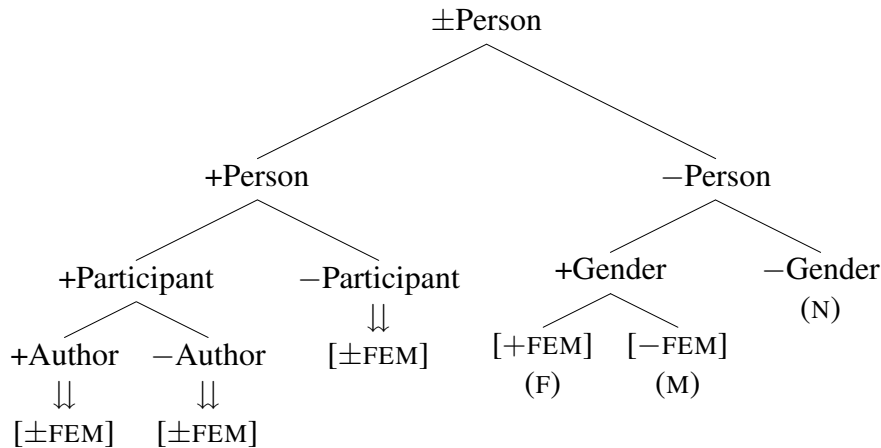 ±Person
+Person −Person
+Participant −Participant +Gender −Gender
(N)
+Author −Author [±FEM] [+FEM] [−FEM]
(F) (M)
[±FEM] [±FEM]